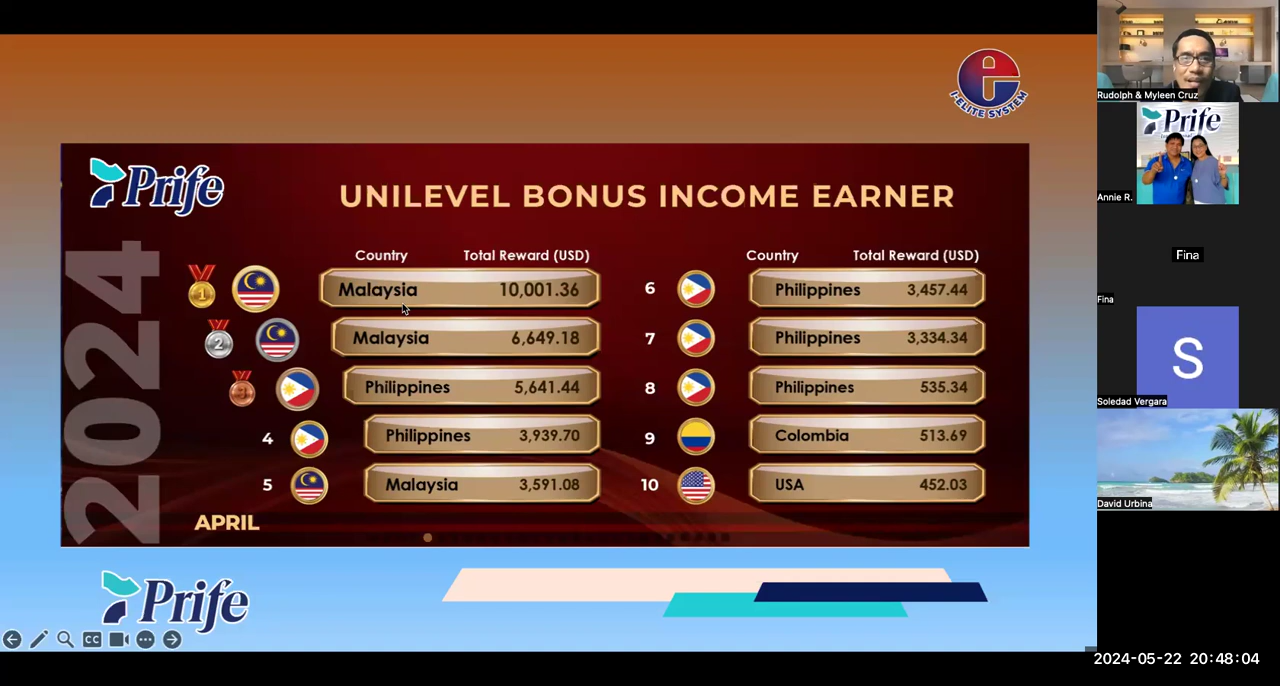 e
I-ELITE SYSTEM
Prife
UNILEVEL BONUS INCOME EARNER
2024
Country Total Reward (USD)
1 Malaysia 10,001.36
2 Malaysia 6,649.18
3 Philippines 5,641.44
4 Philippines 3,939.70
5 Malaysia 3,591.08
Country Total Reward (USD)
6 Philippines 3,457.44
7 Philippines 3,334.34
8 Philippines 535.34
9 Colombia 513.69
10 USA 452.03
APRIL
Prife
CC
Rudolph & Myleen Cruz
Prife
Annie R.
Fina
Fina
S
Soledad Vergara
David Urbina
2024-05-22 20:48:04